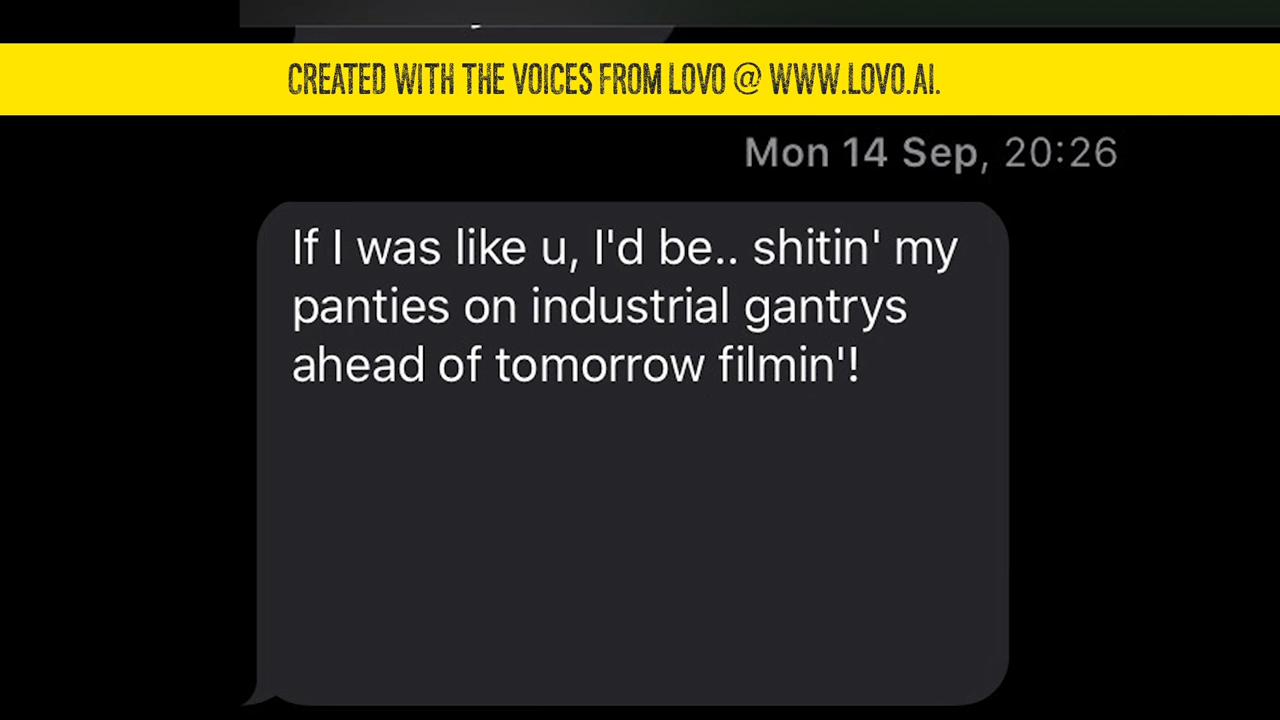 CREATED WITH THE VOICES FROM LOVO @ WWW.LOVO.AI.
Mon 14 Sep, 20:26
If I was like u, I'd be.. shitin' my
panties on industrial gantrys
ahead of tomorrow filmin'!